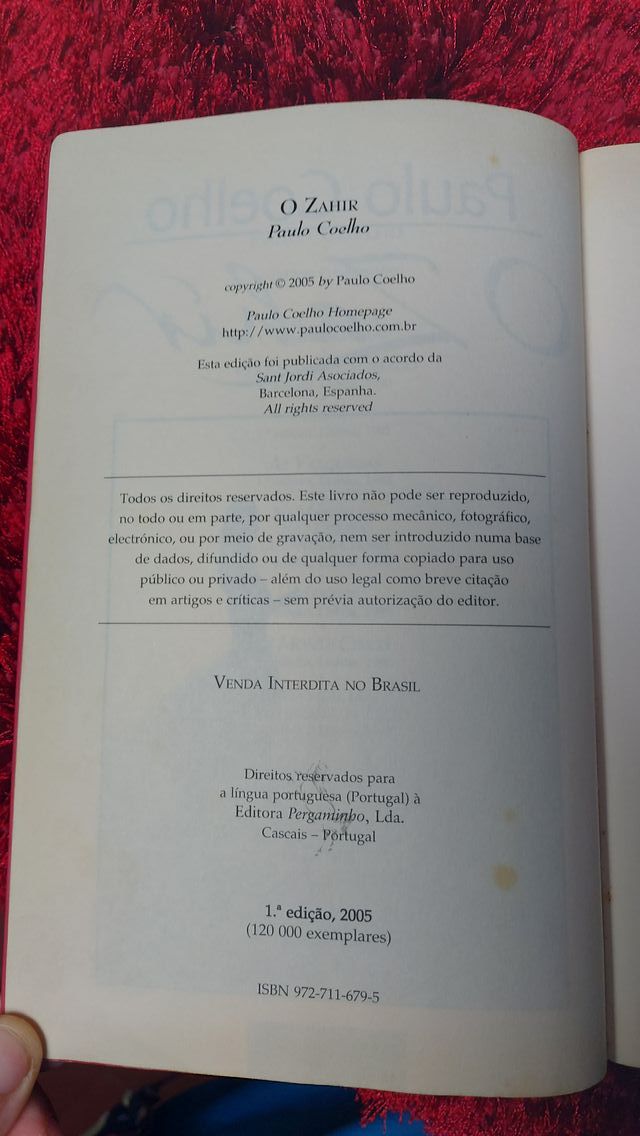 O Zahir
Paulo Coelho
copyright © 2005 by Paulo Coelho
Paulo Coelho Homepage
http://www.paulocoelho.com.br
Esta edição foi publicada com o acordo da
Sant Jordi Asociados,
Barcelona, Espanha.
All rights reserved
Todos os direitos reservados. Este livro não pode ser reproduzido,
no todo ou em parte, por qualquer processo mecânico, fotográfico,
electrónico, ou por meio de gravação, nem ser introduzido numa base
de dados, difundido ou de qualquer forma copiado para uso
público ou privado – além do uso legal como breve citação
em artigos e críticas – sem prévia autorização do editor.
Venda Interdita no Brasil
Direitos reservados para
a língua portuguesa (Portugal) à
Editora Pergaminho, Lda.
Cascais – Portugal
1.ª edição, 2005
(120 000 exemplares)
ISBN 972-711-679-5